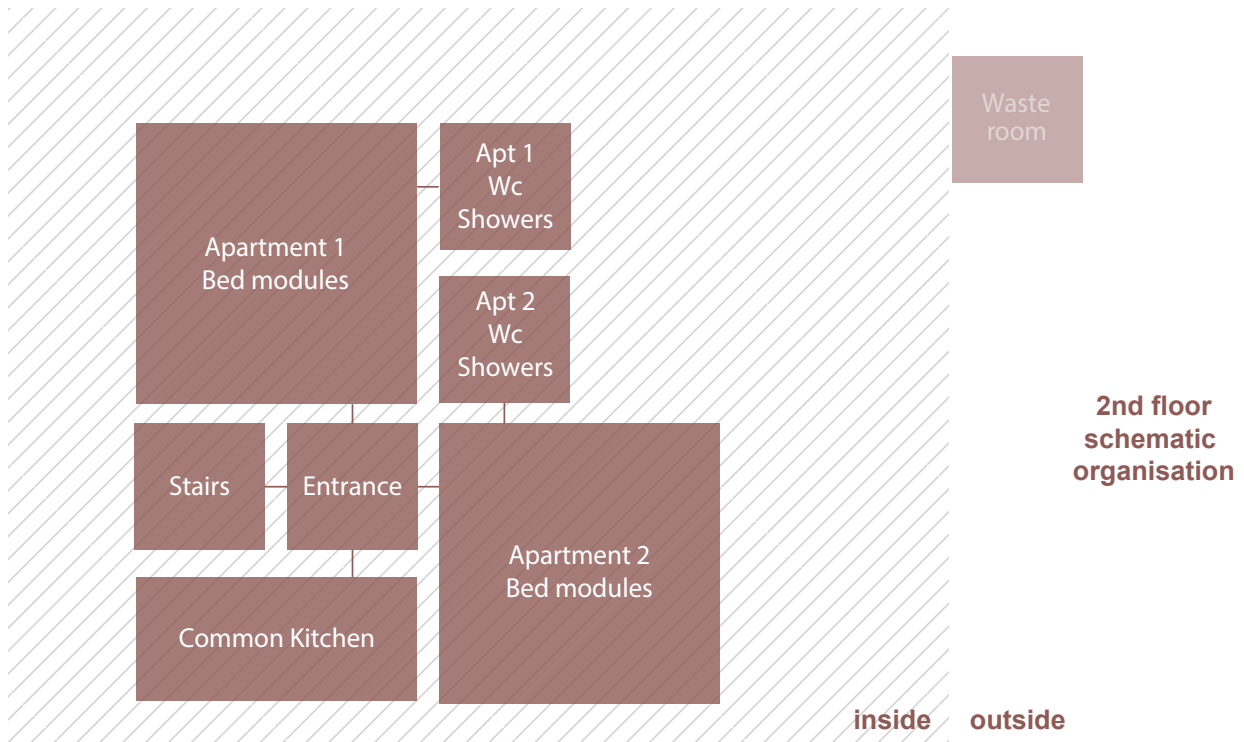 Waste
room
Apt 1
Wc
Showers
Apartment 1
Bed modules
Apt 2
Wc
Showers
2nd floor
schematic
organisation
Stairs
Entrance
Apartment 2
Bed modules
Common Kitchen
inside
outside